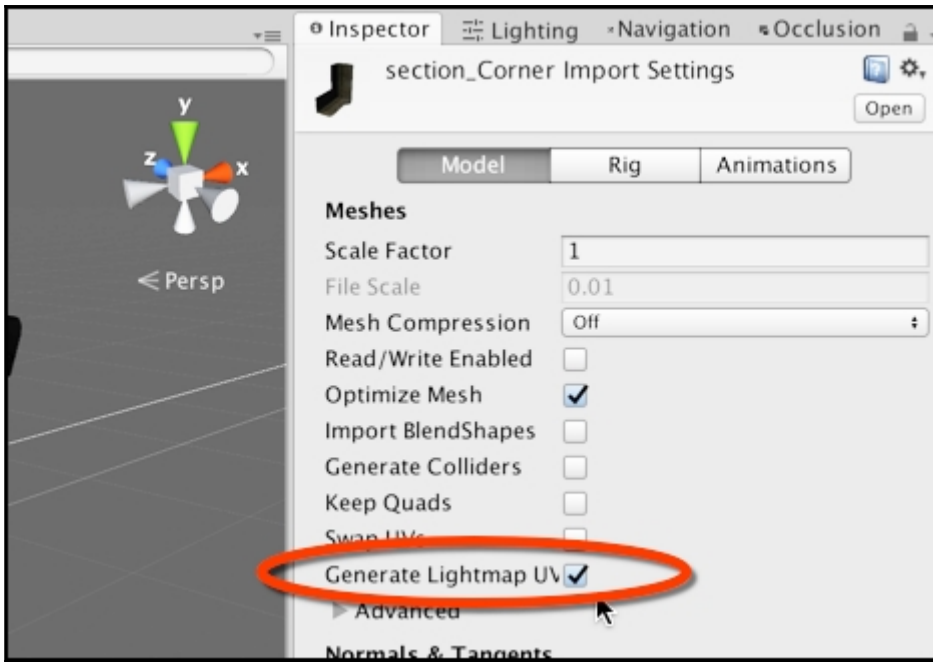 Inspector Lighting Navigation Occlusion
section_Corner Import Settings
Open
y
z x
Persp
Model Rig Animations
Meshes
Scale Factor 1
File Scale 0.01
Mesh Compression Off
Read/Write Enabled
Optimize Mesh
Import BlendShapes
Generate Colliders
Keep Quads
Swap UVs
Generate Lightmap UV
Advanced
Normals & Tangents